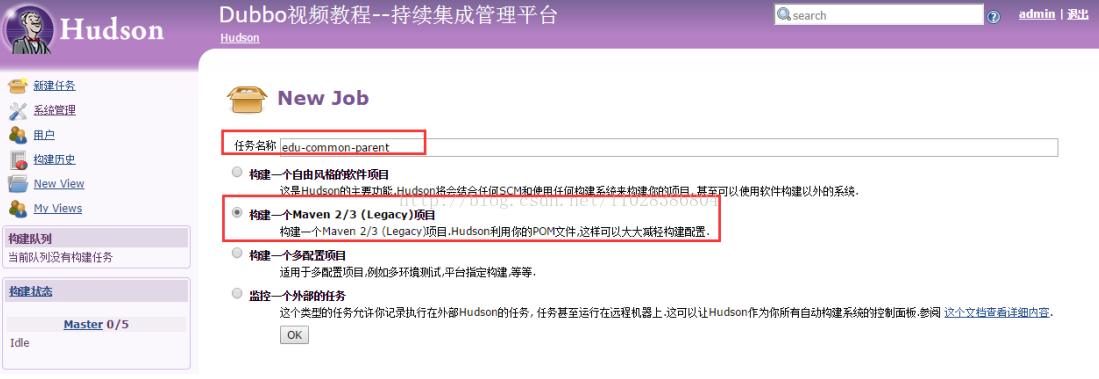 Hudson
Dubbo视频教程--持续集成管理平台
search
admin | 退出
Hudson
新建任务
系统管理
用户
构建历史
New View
My Views
构建队列
当前队列没有构建任务
构建状态
Master 0/5
Idle
New Job
任务名称 edu-common-parent
构建一个自由风格的软件项目
这是Hudson的主要功能.Hudson将会结合任何SCM和使用任何构建系统来构建你的项目, 甚至可以使用软件构建以外的系统.
构建一个Maven 2/3 (Legacy)项目
构建一个Maven 2/3 (Legacy)项目.Hudson利用你的POM文件,这样可以大大减轻构建配置.
构建一个多配置项目
适用于多配置项目,例如多环境测试,平台指定构建,等等.
监控一个外部的任务
这个类型的任务允许你记录执行在外部Hudson的任务, 任务甚至运行在远程机器上.这可以让Hudson作为你所有自动构建系统的控制面板.参阅 这个文档查看详细内容.
OK